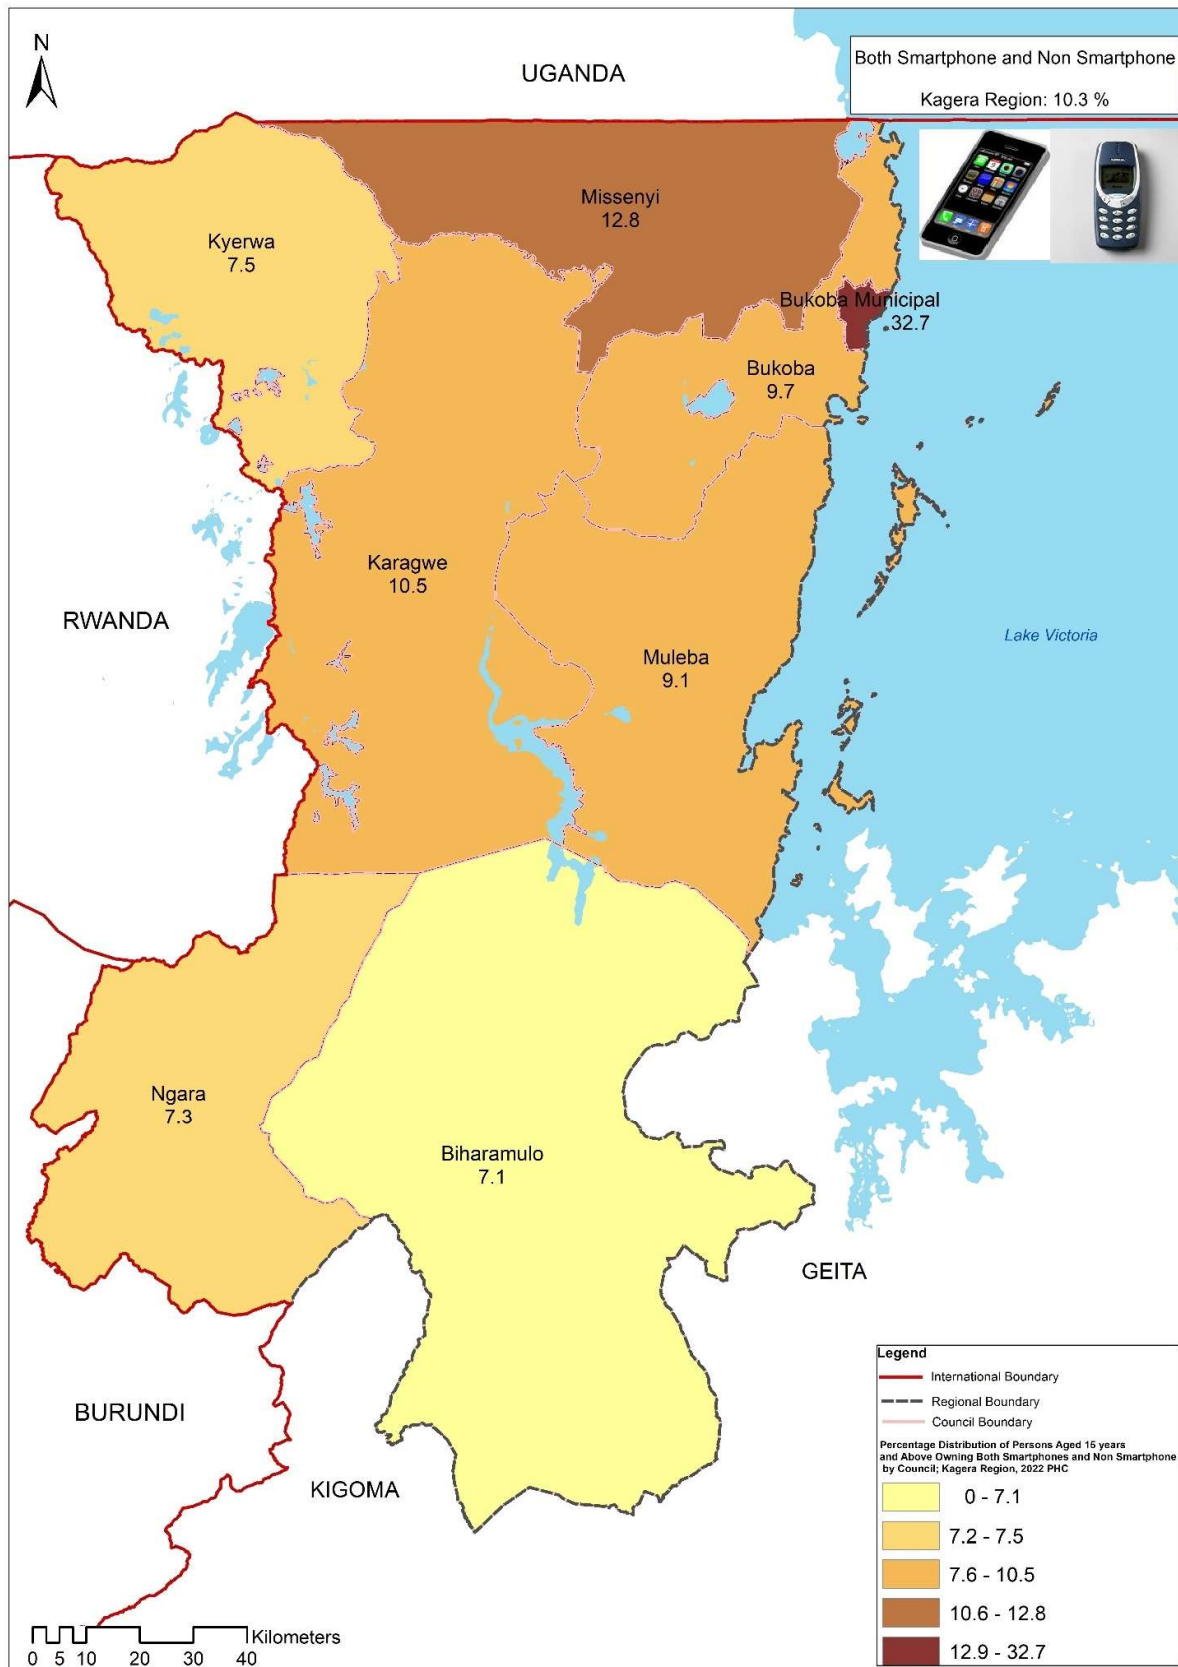 N
UGANDA
Both Smartphone and Non Smartphone
Kagera Region: 10.3 %
Missenyi
12.8
Kyerwa
7.5
Bukoba Municipal
32.7
Bukoba
9.7
Karagwe
10.5
RWANDA
Lake Victoria
Muleba
9.1
Ngara
7.3
Biharamulo
7.1
GEITA
BURUNDI
KIGOMA
Legend
International Boundary
Regional Boundary
Council Boundary
Percentage Distribution of Persons Aged 15 years
and Above Owning Both Smartphones and Non Smartphone
by Council; Kagera Region, 2022 PHC
0 - 7.1
7.2 - 7.5
7.6 - 10.5
10.6 - 12.8
12.9 - 32.7
Kilometers
0 5 10 20 30 40